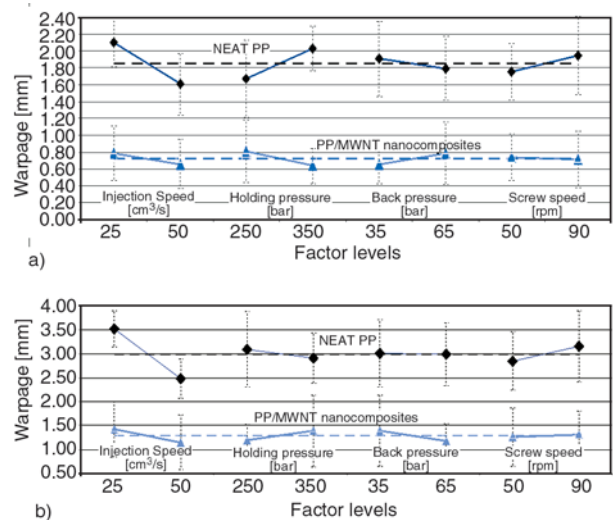 2.40
2.20
2.00
1.80
1.60
1.40
1.20
1.00
0.80
0.60
0.40
0.20
0.00
Warpage [mm]
NEAT PP
PP/MWNT nanocomposites
Injection Speed [cm³/s]
Holding pressure [bar]
Back pressure [bar]
Screw speed [rpm]
25 50 250 350 35 65 50 90
Factor levels
a)
4.00
3.50
3.00
2.50
2.00
1.50
1.00
0.50
Warpage [mm]
NEAT PP
PP/MWNT nanocomposites
Injection Speed [cm³/s]
Holding pressure [bar]
Back pressure [bar]
Screw speed [rpm]
25 50 250 350 35 65 50 90
Factor levels
b)